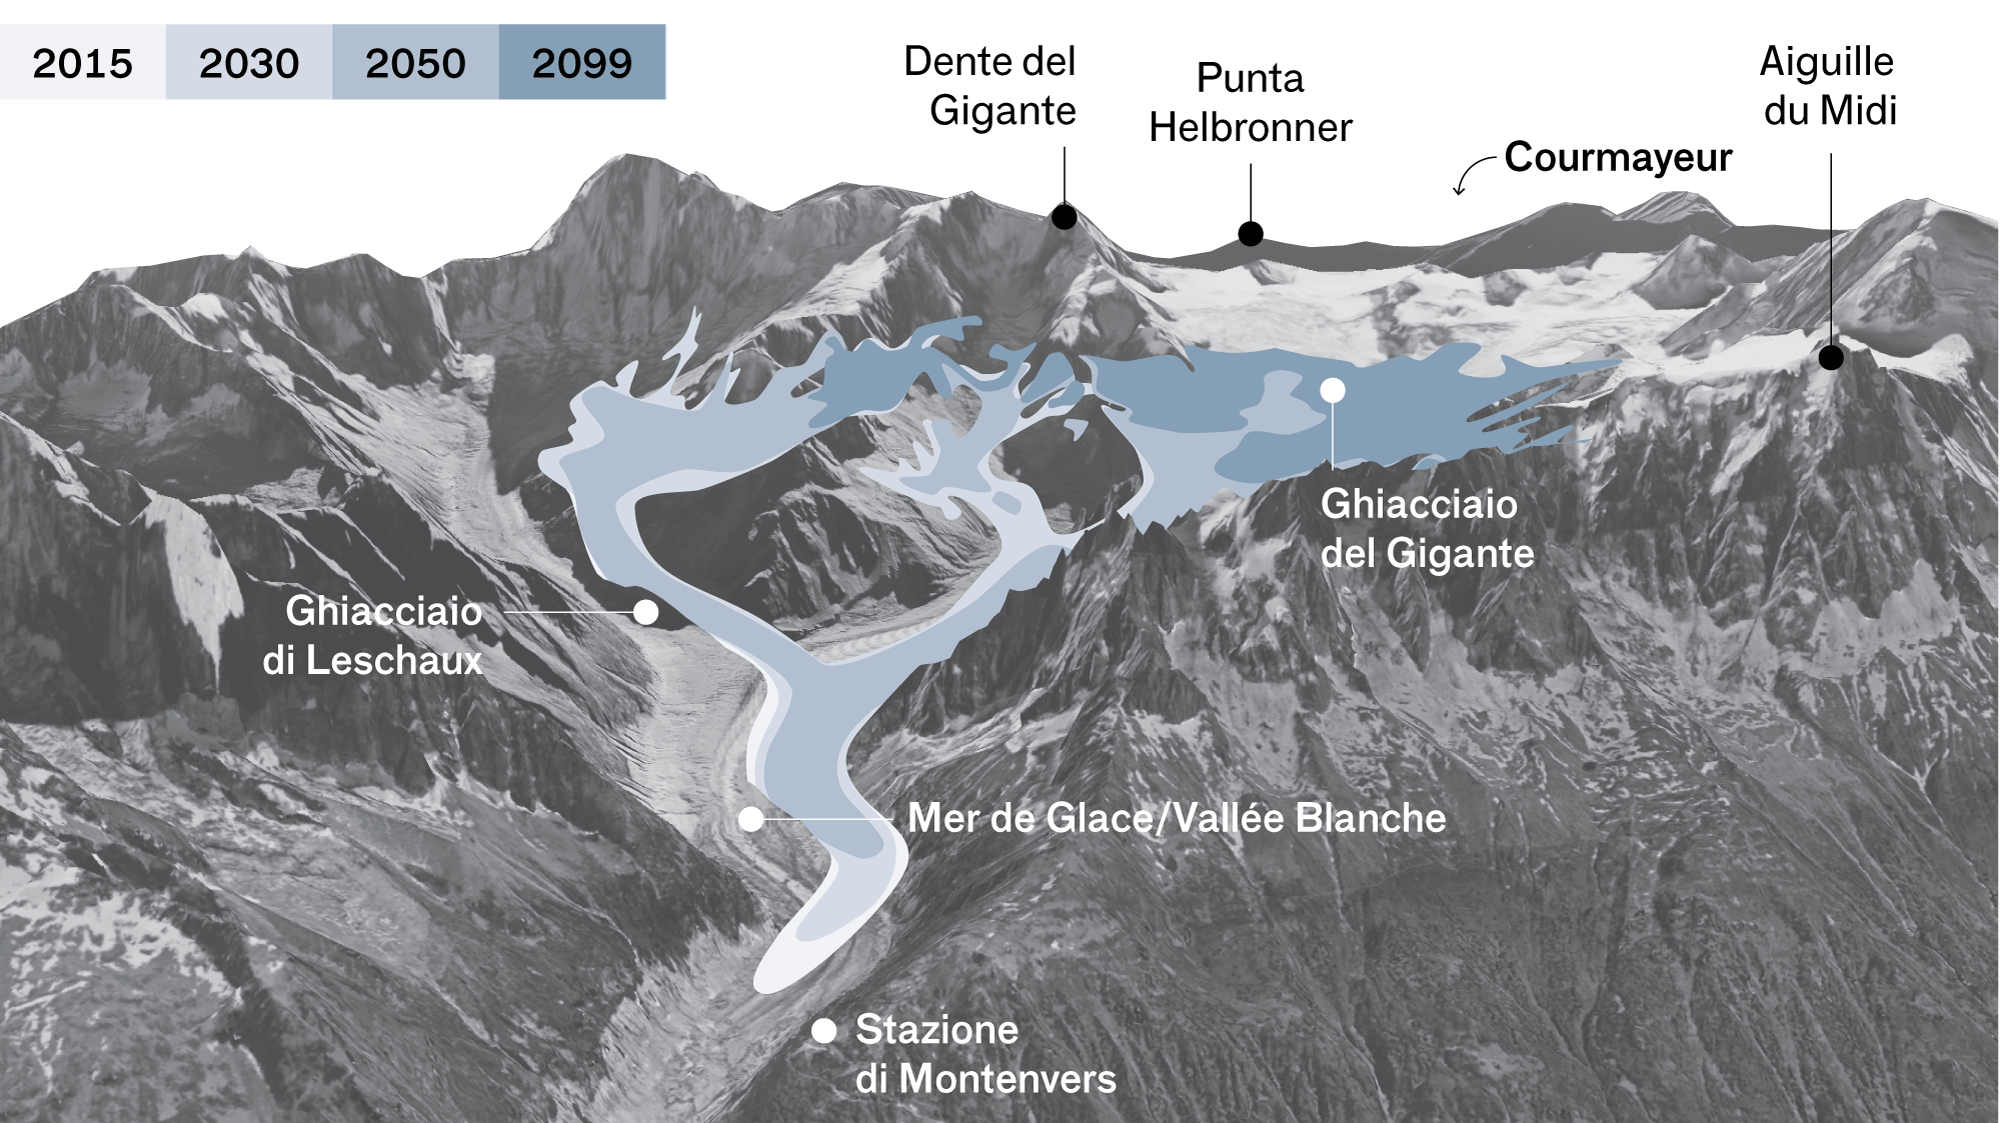 2015 2030 2050 2099
Dente del
Gigante
Punta
Helbronner
Courmayeur
Aiguille
du Midi
Ghiacciaio
del Gigante
Ghiacciaio
di Leschaux
Mer de Glace/Vallée Blanche
Stazione
di Montenvers